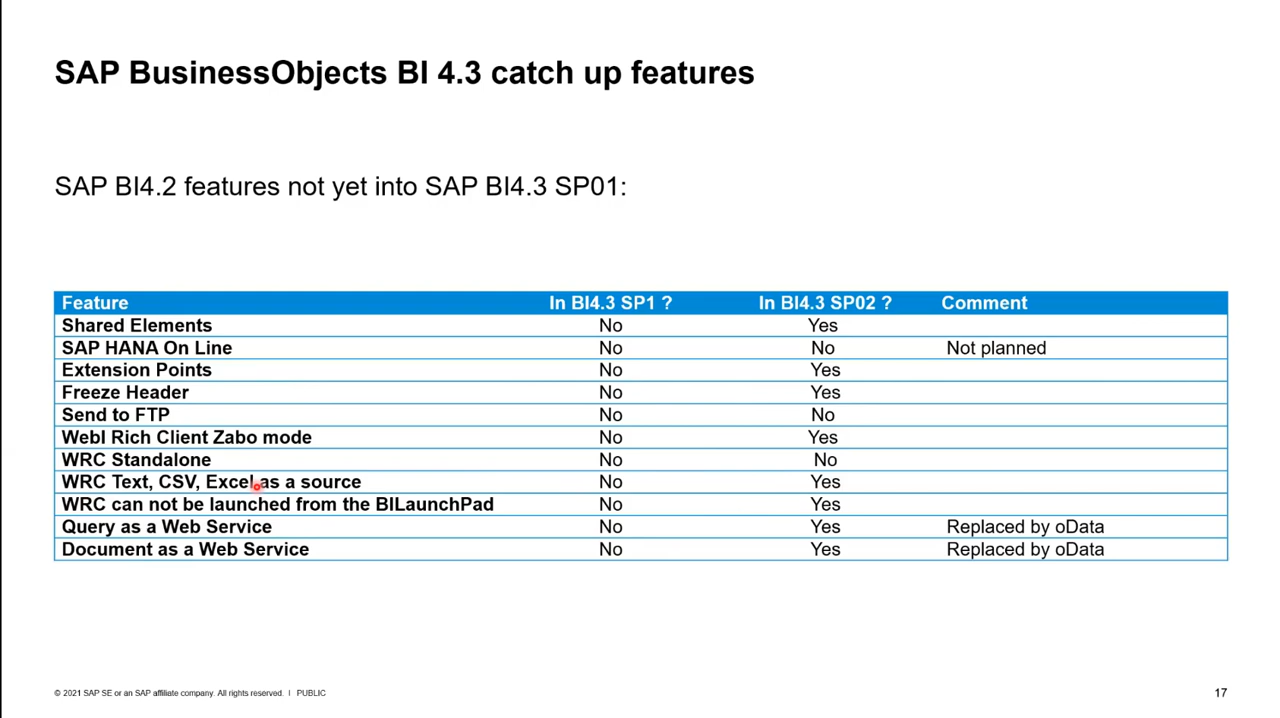 SAP BusinessObjects BI 4.3 catch up features
SAP BI4.2 features not yet into SAP BI4.3 SP01:
Feature In BI4.3 SP1 ? In BI4.3 SP02 ? Comment
Shared Elements No Yes
SAP HANA On Line No No Not planned
Extension Points No Yes
Freeze Header No Yes
Send to FTP No No
WebI Rich Client Zabo mode No Yes
WRC Standalone No No
WRC Text, CSV, Excel as a source No Yes
WRC can not be launched from the BILaunchPad No Yes
Query as a Web Service No Yes Replaced by oData
Document as a Web Service No Yes Replaced by oData
© 2021 SAP SE or an SAP affiliate company. All rights reserved. I PUBLIC 17